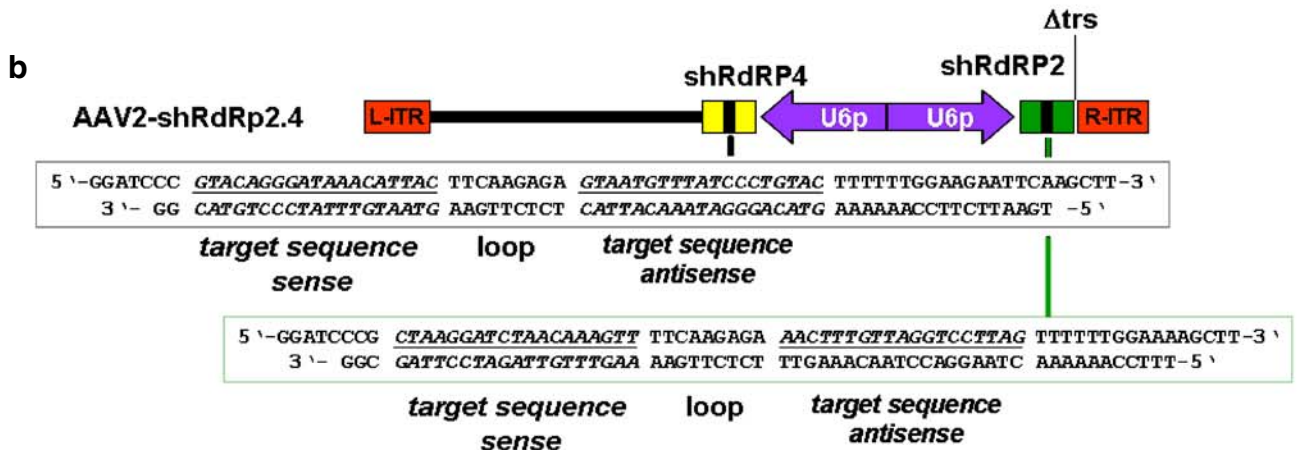 b
Δtrs
shRdRP4
shRdRP2
AAV2-shRdRp2.4
L-ITR
U6p
U6p
R-ITR
5 '-GGATCCC GTACAGGGATAAACATTAC TTCAAGAGA GTAATGTTTATCCCTGTAC TTTTTTGGAAGAATTCAAGCTT-3 '
3 '- GG CATGTCCCTATTTGTAATG AAGTTCTCT CATTACAAATAGGGACATG AAAAAACCTTCTTAAGT -5 '
target sequence
sense
loop
target sequence
antisense
5 '-GGATCCCG CTAAGGATCTAACAAAGTT TTCAAGAGA AACTTTGTTAGGTCCTTAG TTTTTTGGAAAAGCTT-3 '
3 '- GGC GATTCCTAGATTGTTTGAA AAGTTCTCT TTGAAACAATCCAGGAATC AAAAAACCTTT-5 '
target sequence
sense
loop
target sequence
antisense